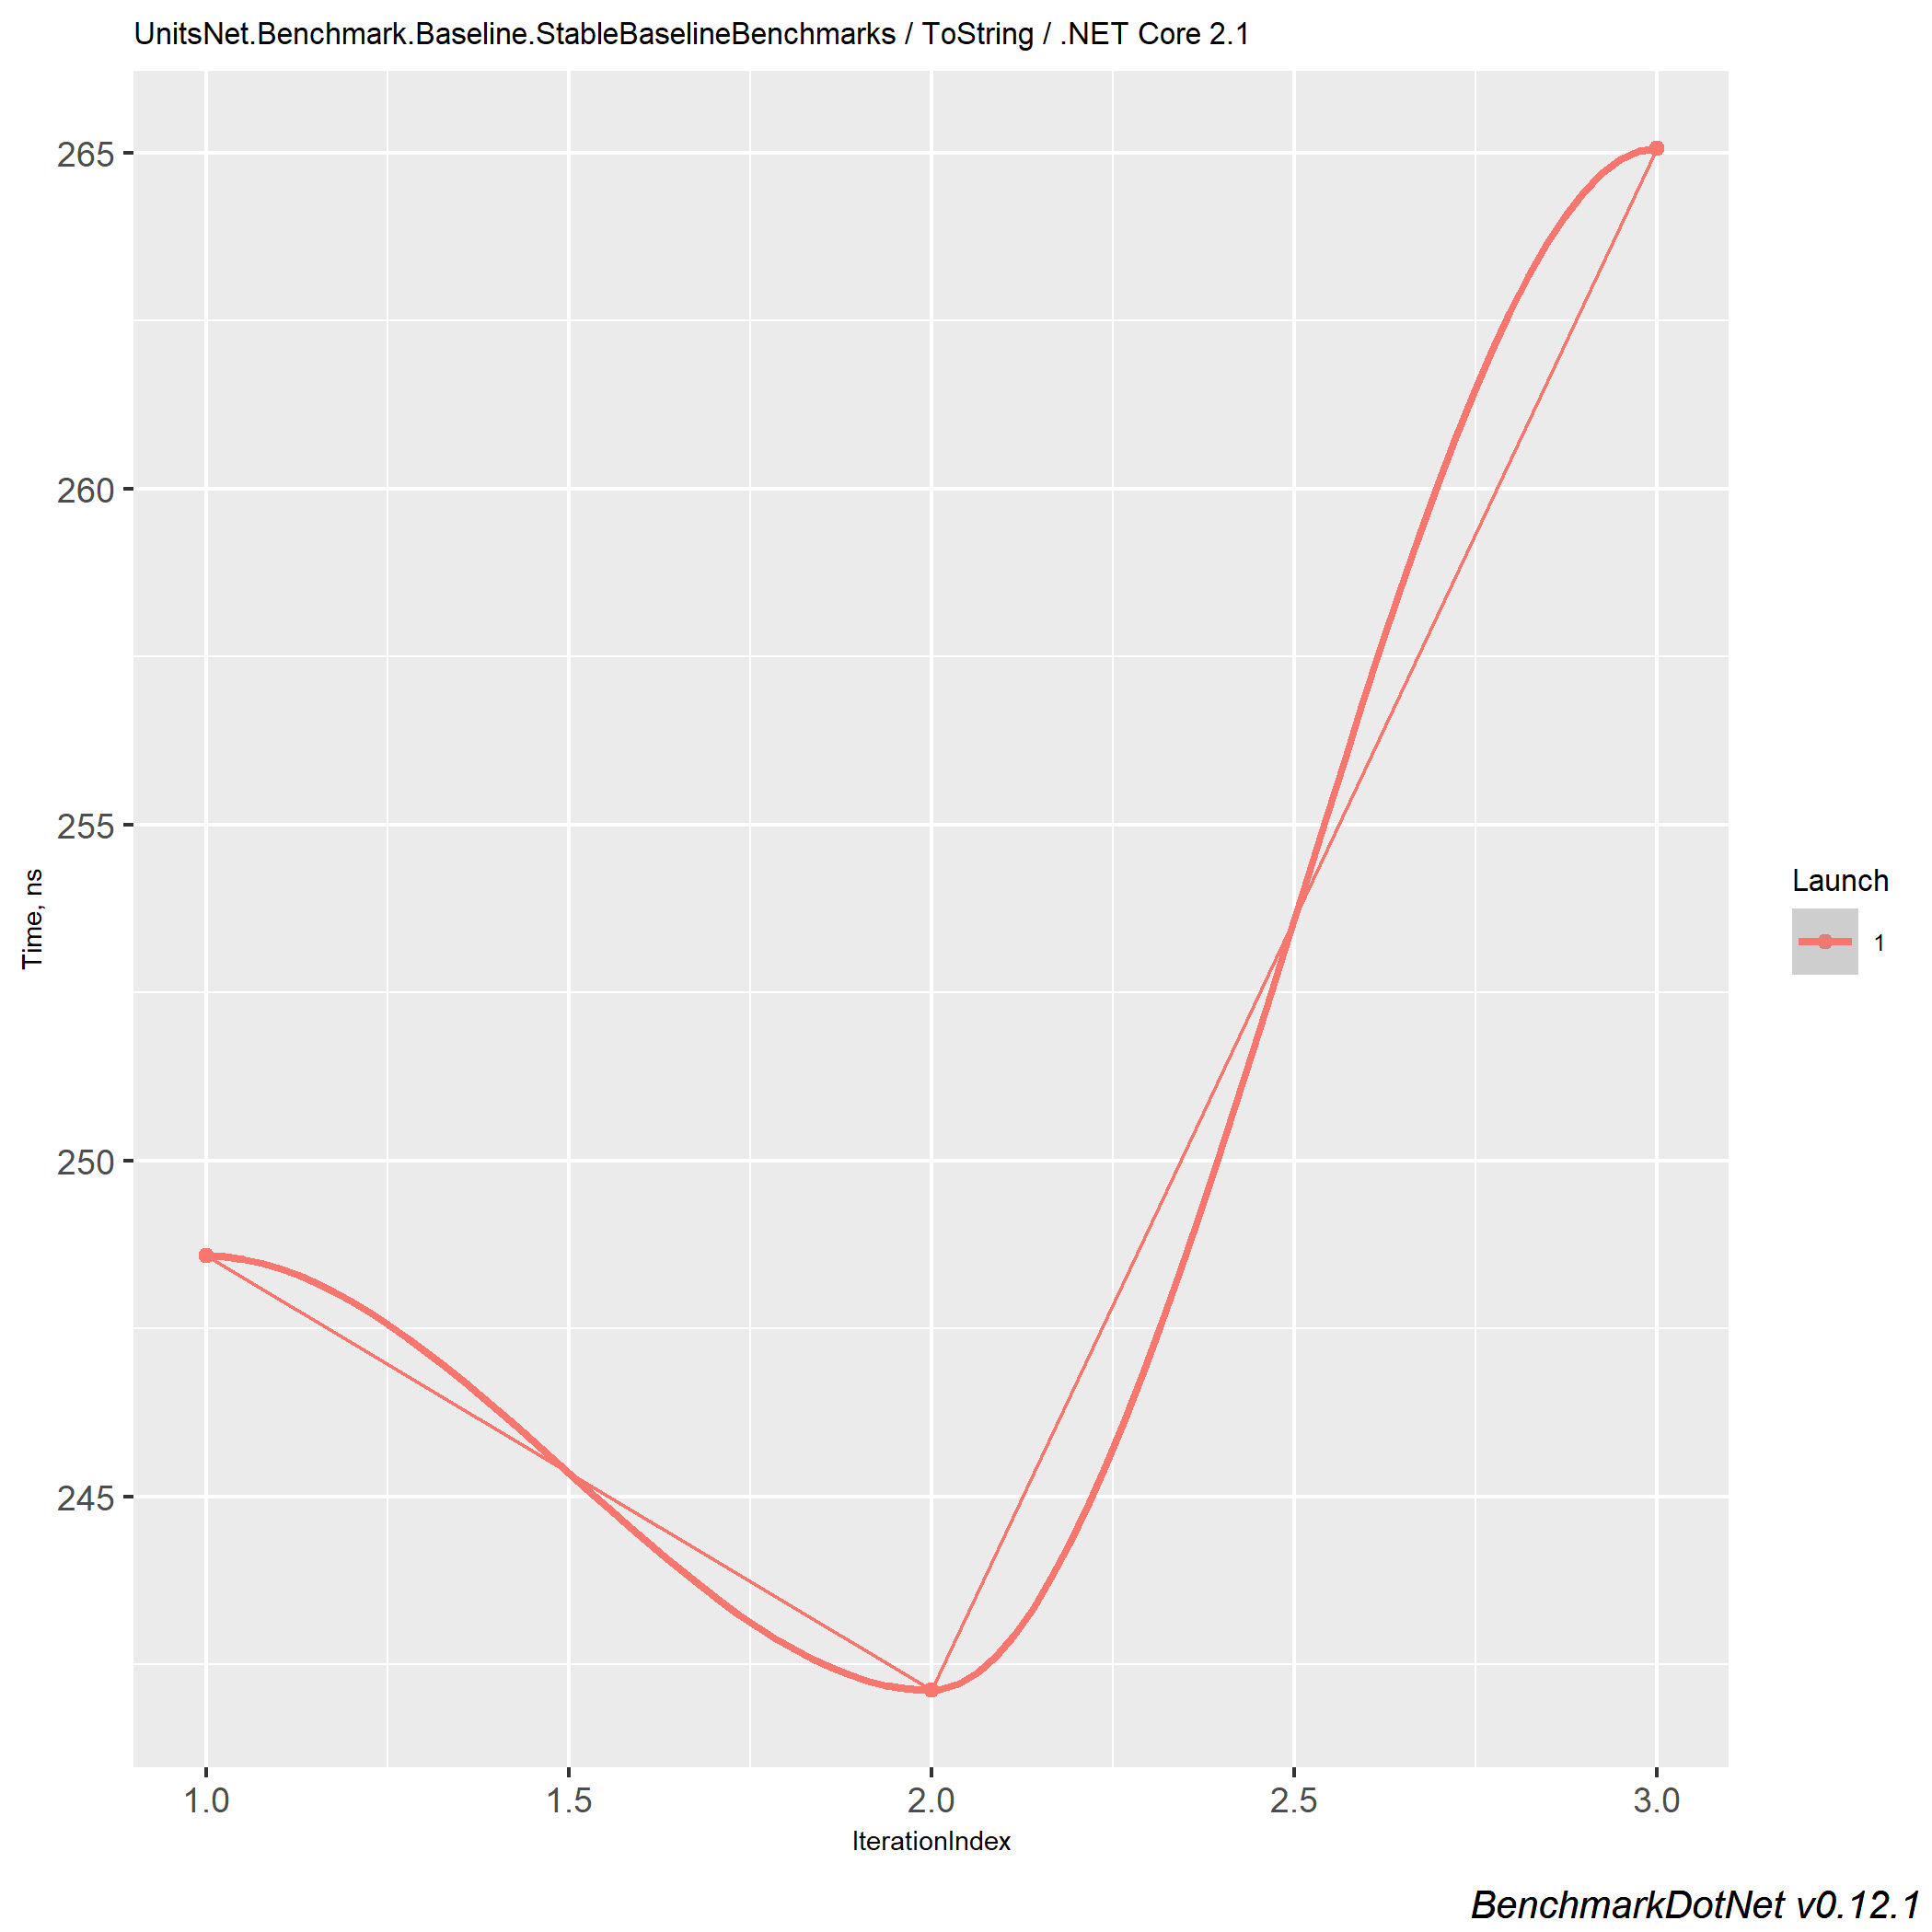 UnitsNet.Benchmark.Baseline.StableBaselineBenchmarks / ToString / .NET Core 2.1
265
260
255
250
245
Time, ns
1.0 1.5 2.0 2.5 3.0
IterationIndex
Launch
1
BenchmarkDotNet v0.12.1